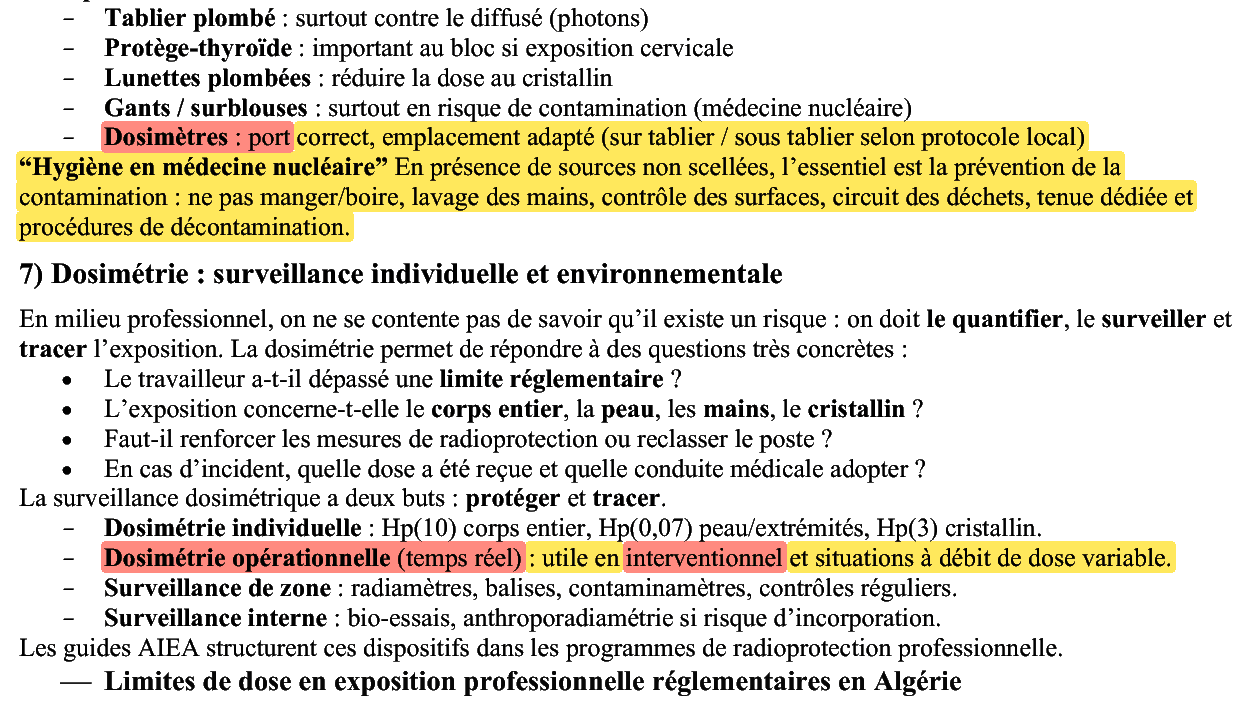 – Tablier plombé : surtout contre le diffusé (photons)
– Protège-thyroïde : important au bloc si exposition cervicale
– Lunettes plombées : réduire la dose au cristallin
– Gants / surblouses : surtout en risque de contamination (médecine nucléaire)
– Dosimètres : port correct, emplacement adapté (sur tablier / sous tablier selon protocole local)
“Hygiène en médecine nucléaire” En présence de sources non scellées, l’essentiel est la prévention de la
contamination : ne pas manger/boire, lavage des mains, contrôle des surfaces, circuit des déchets, tenue dédiée et
procédures de décontamination.
7) Dosimétrie : surveillance individuelle et environnementale
En milieu professionnel, on ne se contente pas de savoir qu’il existe un risque : on doit le quantifier, le surveiller et
tracer l’exposition. La dosimétrie permet de répondre à des questions très concrètes :
• Le travailleur a-t-il dépassé une limite réglementaire ?
• L’exposition concerne-t-elle le corps entier, la peau, les mains, le cristallin ?
• Faut-il renforcer les mesures de radioprotection ou reclasser le poste ?
• En cas d’incident, quelle dose a été reçue et quelle conduite médicale adopter ?
La surveillance dosimétrique a deux buts : protéger et tracer.
– Dosimétrie individuelle : Hp(10) corps entier, Hp(0,07) peau/extrémités, Hp(3) cristallin.
– Dosimétrie opérationnelle (temps réel) : utile en interventionnel et situations à débit de dose variable.
– Surveillance de zone : radiamètres, balises, contaminamètres, contrôles réguliers.
– Surveillance interne : bio-essais, anthroporadiamétrie si risque d’incorporation.
Les guides AIEA structurent ces dispositifs dans les programmes de radioprotection professionnelle.
— Limites de dose en exposition professionnelle réglementaires en Algérie